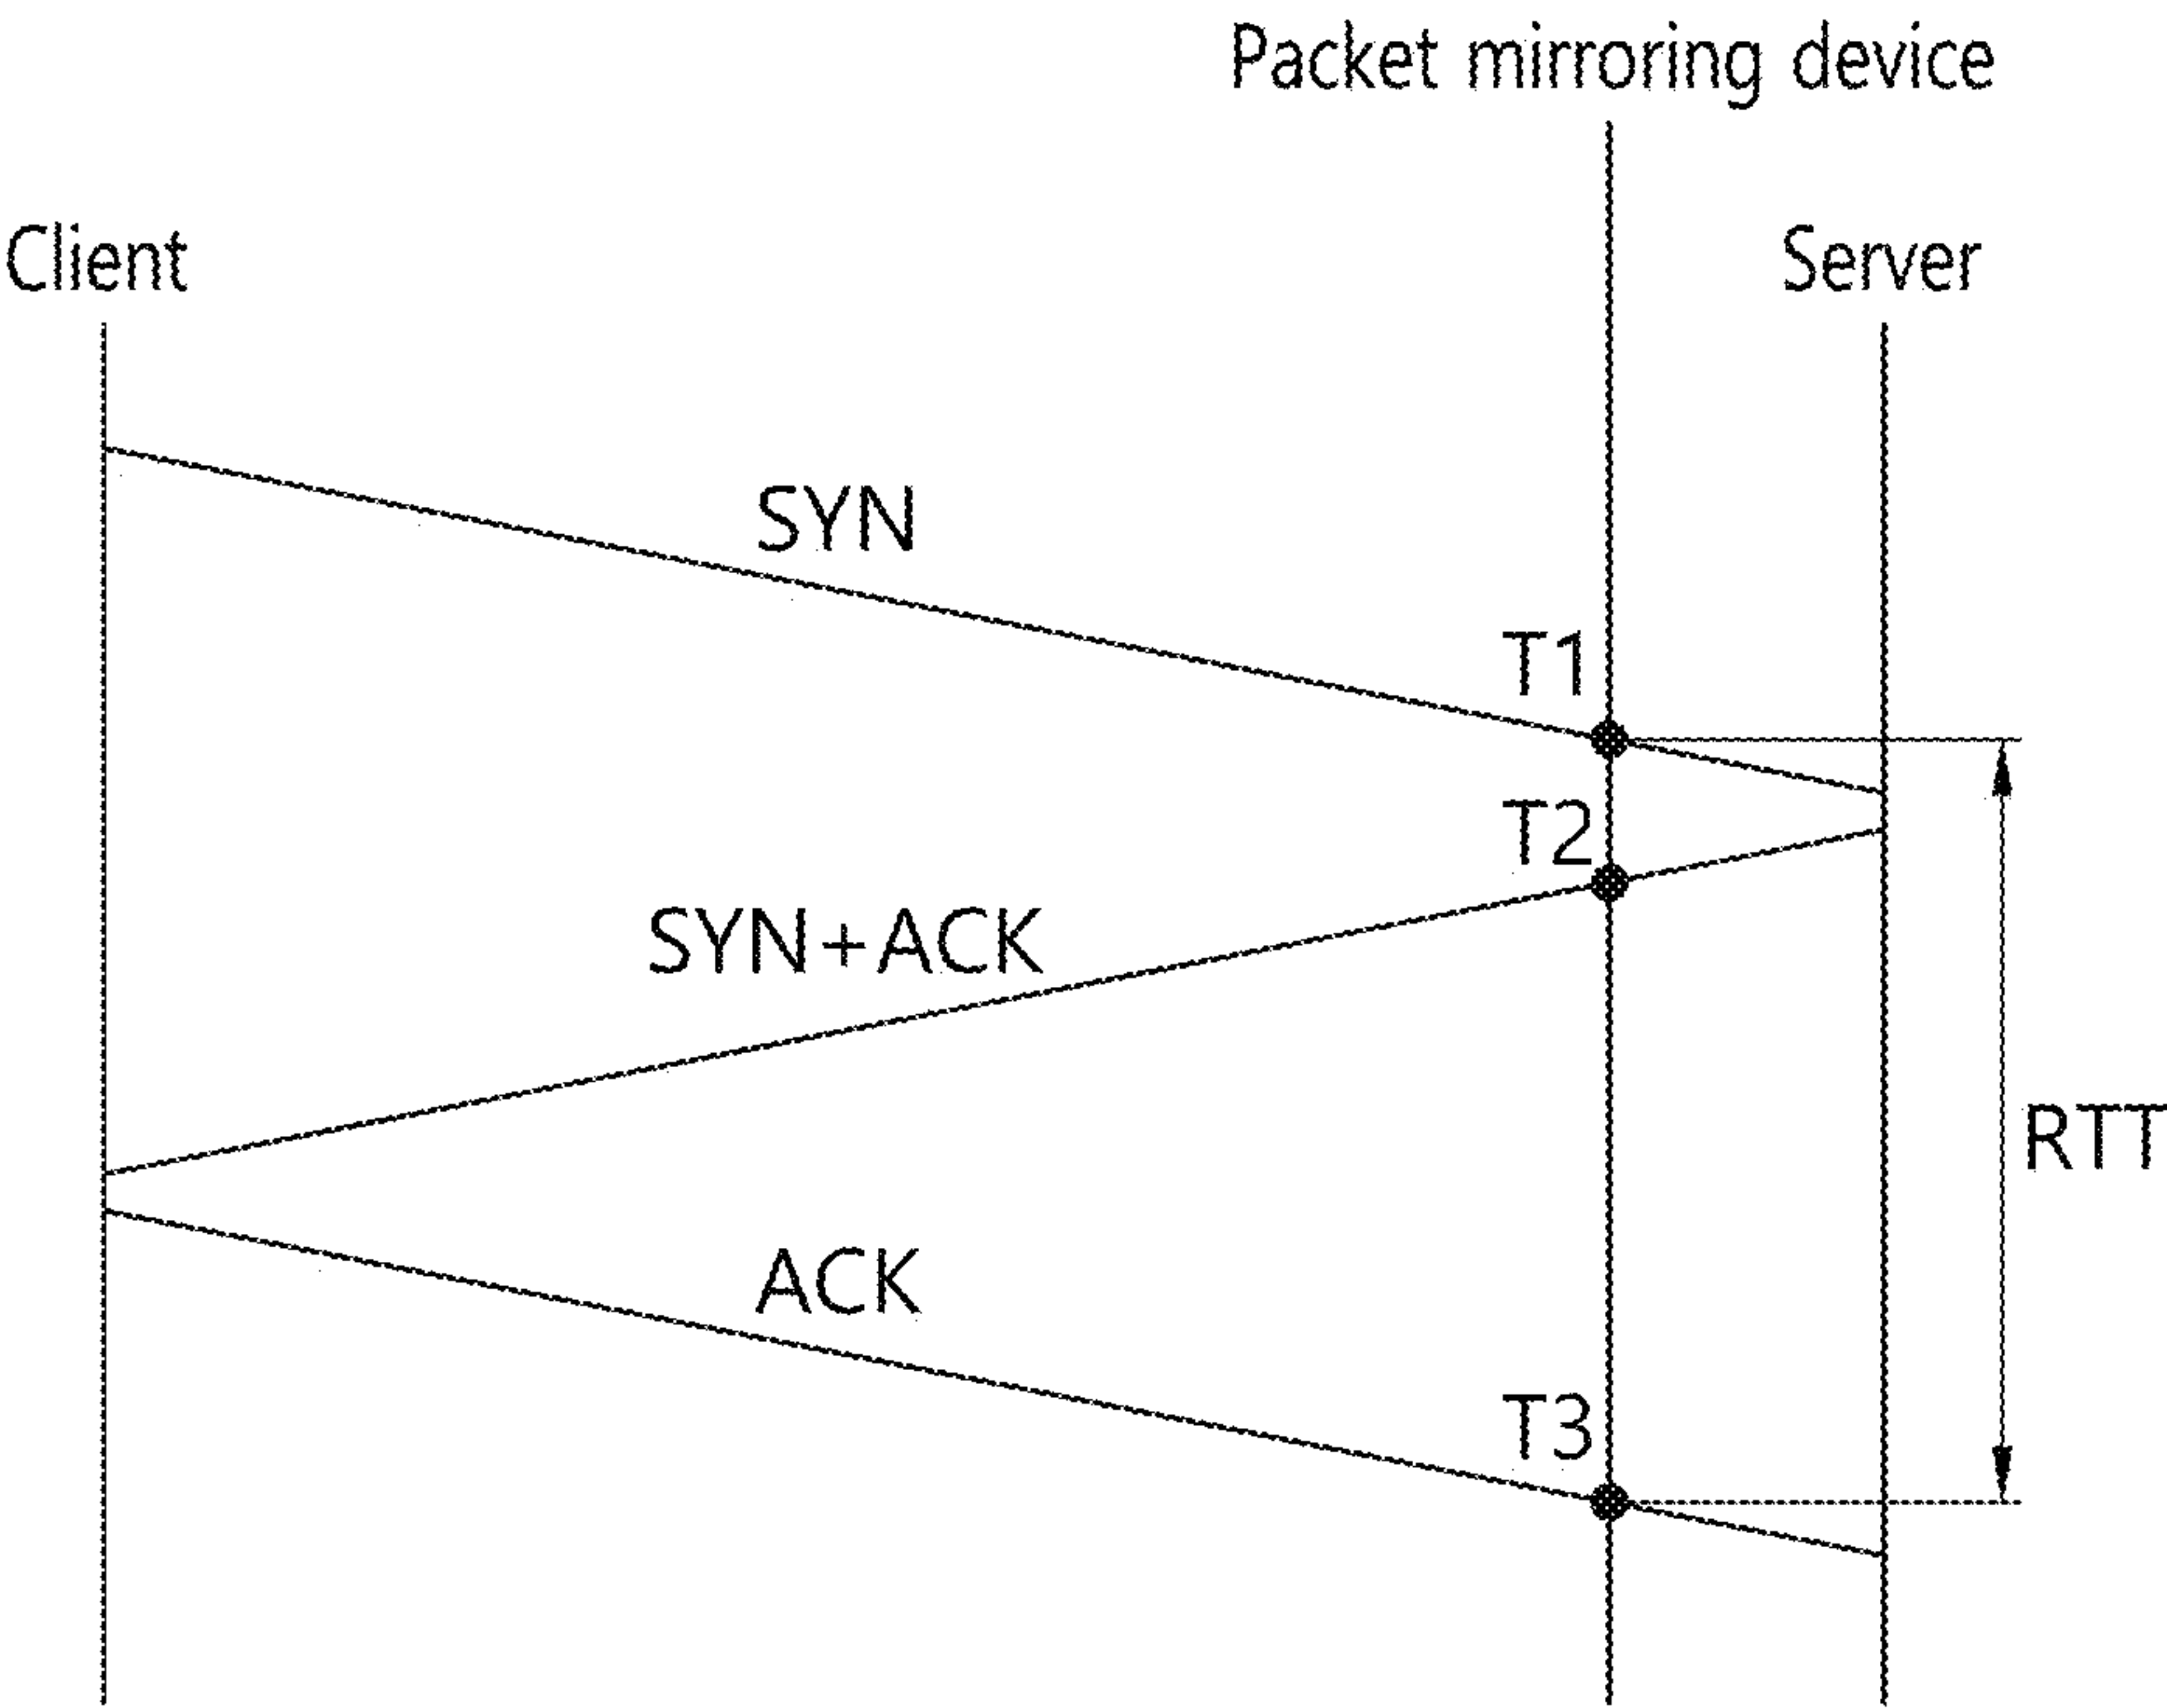 Packet mirroring device
Client
Server
SYN
T1
T2
SYN+ACK
RTT
ACK
T3